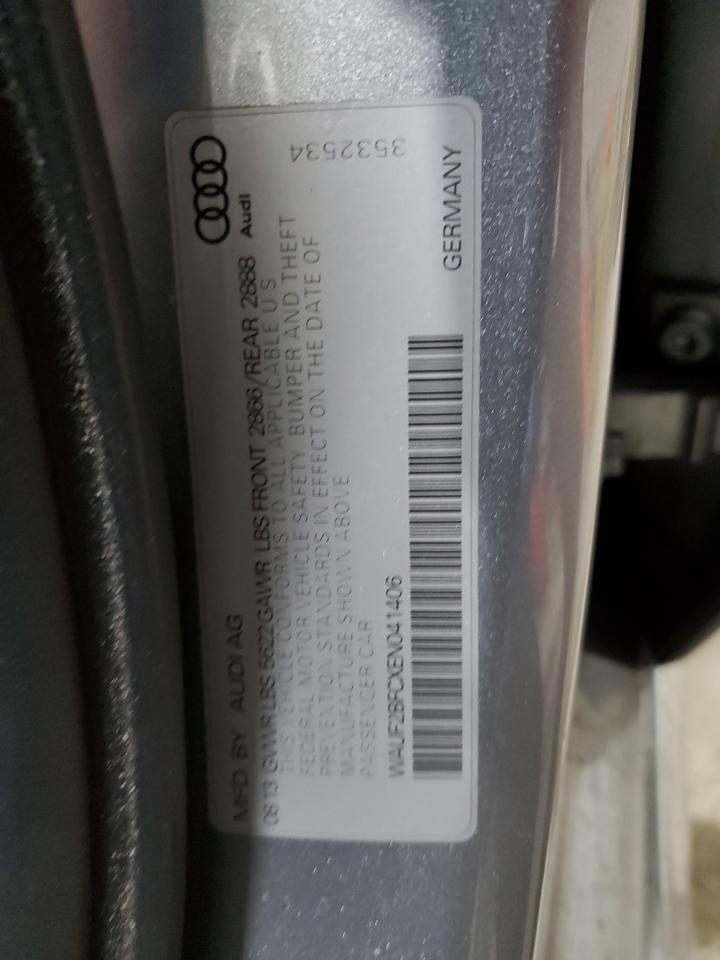 MFD BY AUDI AG
08 13 GVWR LBS 5622 GAWR LBS FRONT 2866/REAR 2888
Audi
THIS VEHICLE CONFORMS TO ALL APPLICABLE U.S
FEDERAL MOTOR VEHICLE SAFETY BUMPER AND THEFT
PREVENTION STANDARDS IN EFFECT ON THE DATE OF
MANUFACTURE SHOWN ABOVE
PASSENGER CAR
3532534
WAUF2BFCXEN041406
GERMANY